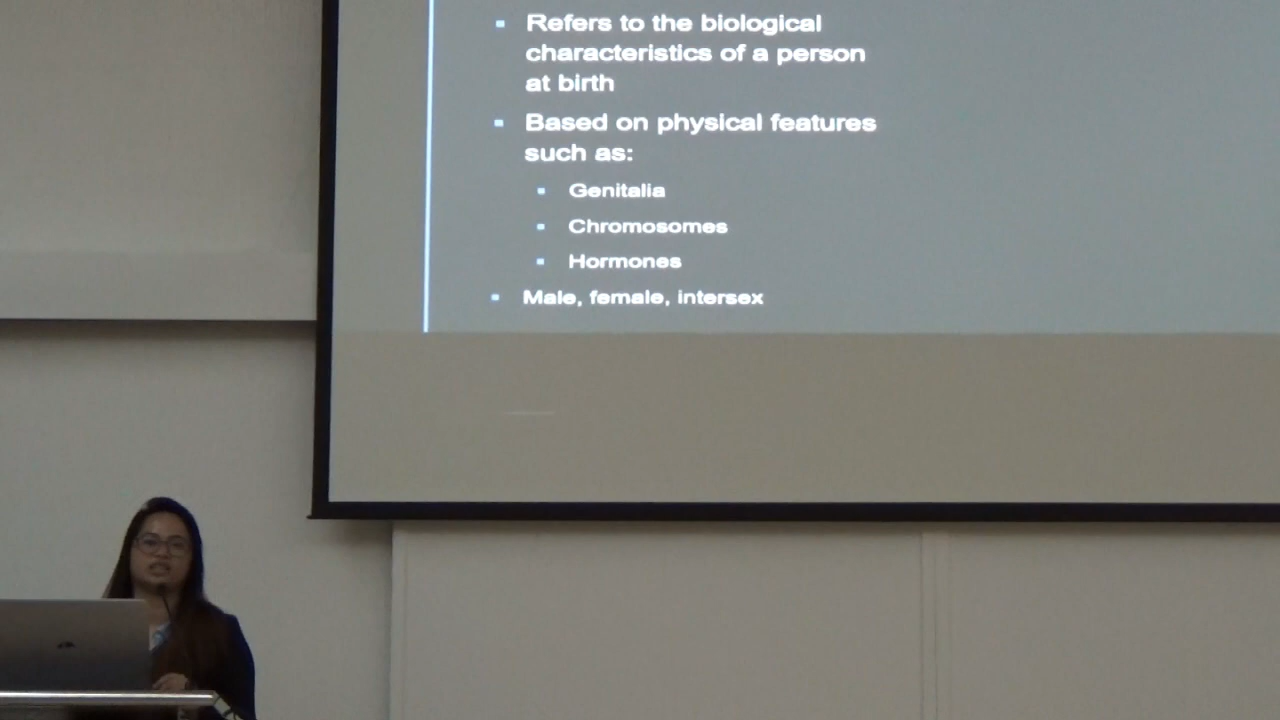 Refers to the biological
characteristics of a person
at birth
Based on physical features
such as:
Genitalia
Chromosomes
Hormones
Male, female, intersex